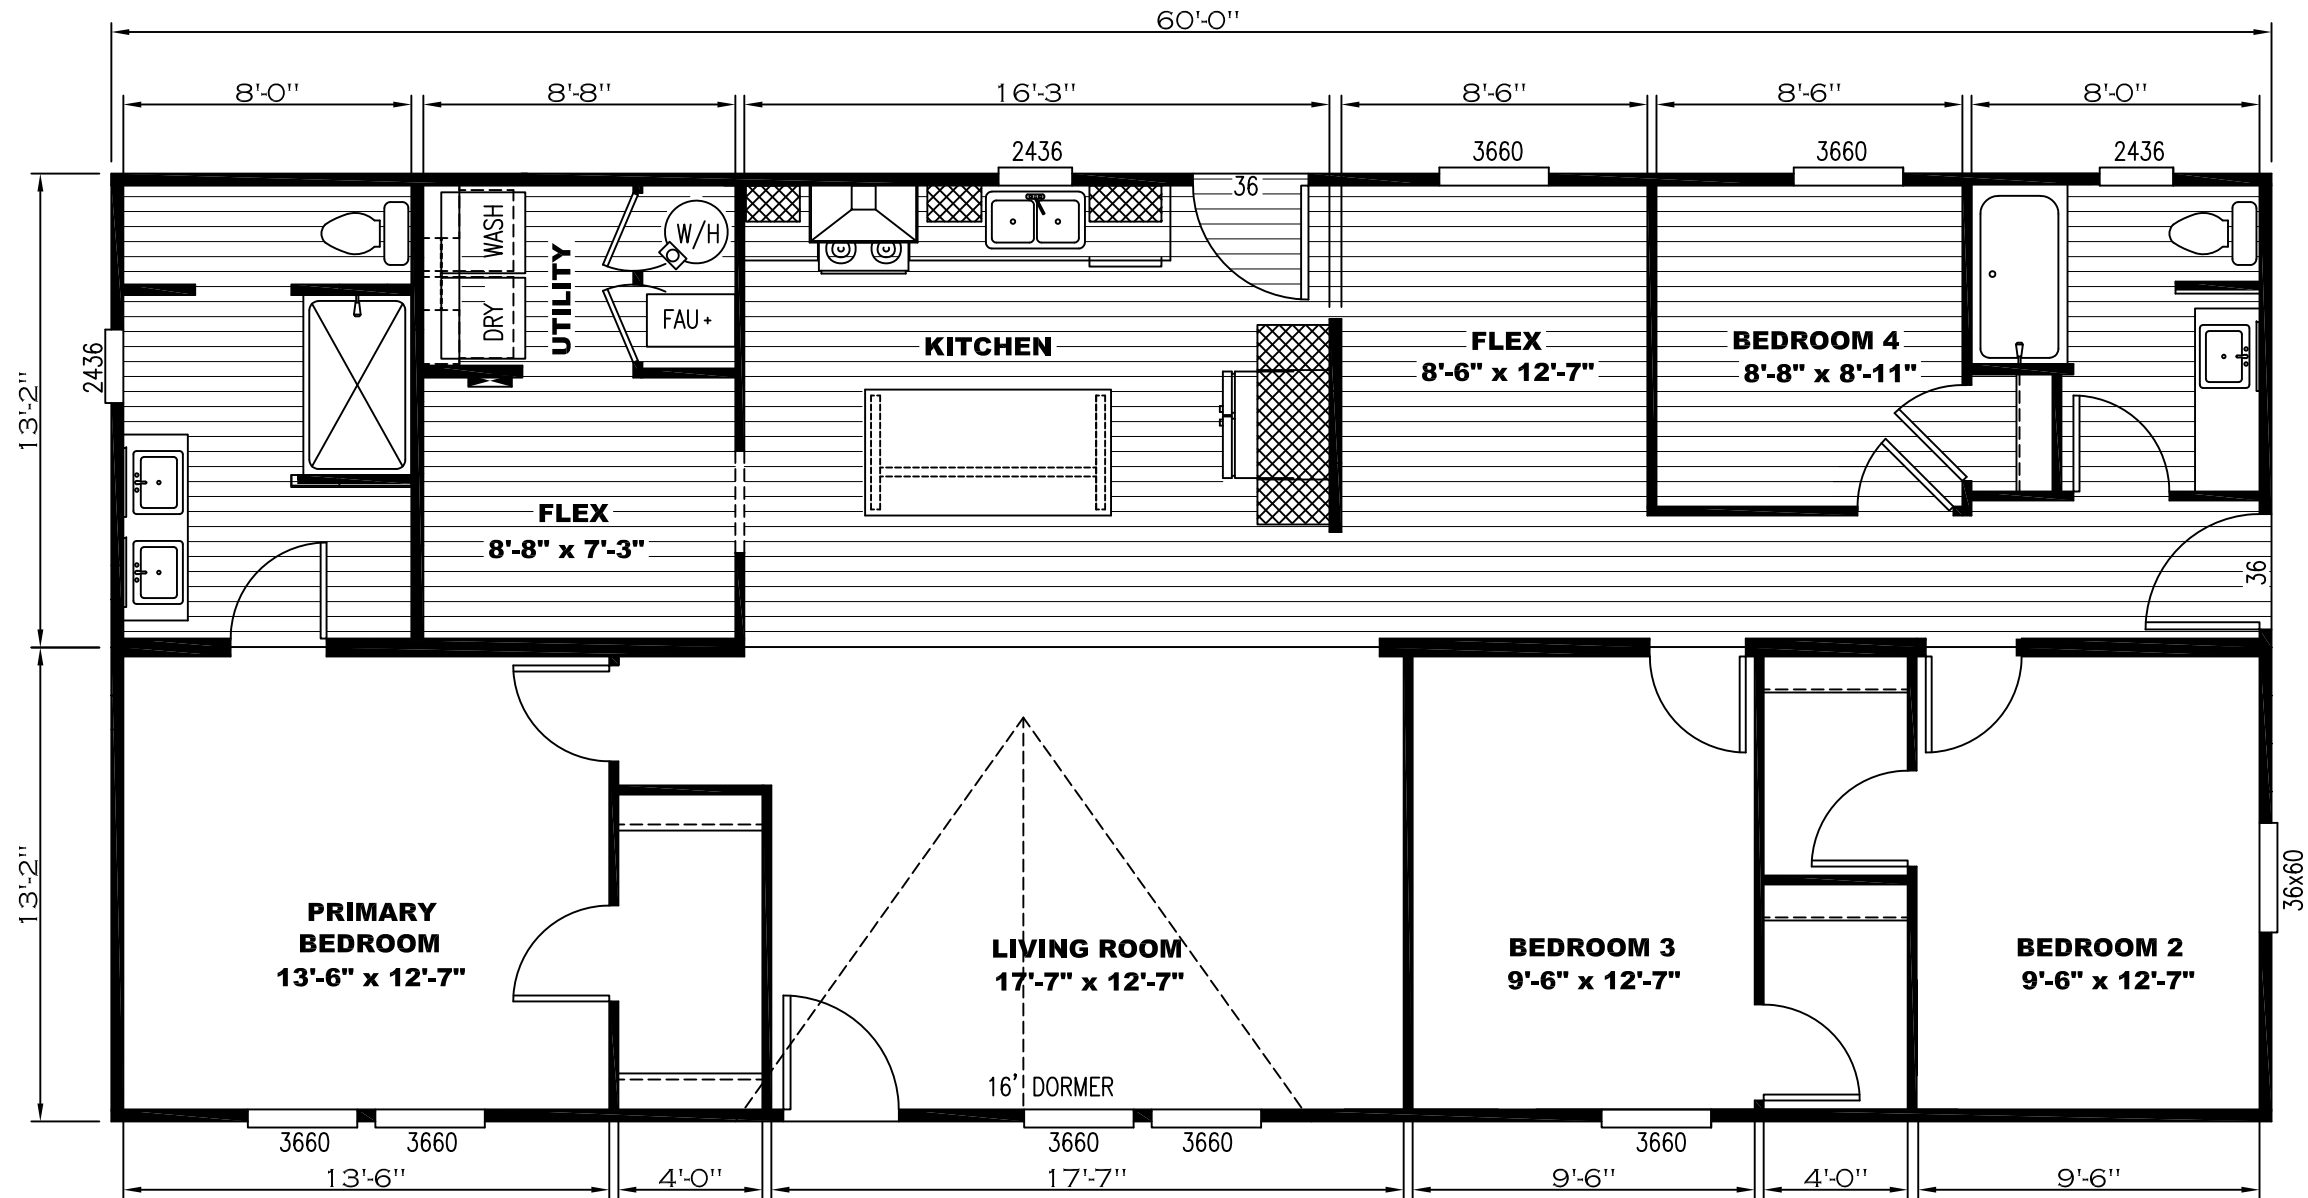 60'-0"
8'-0" 8'-8" 16'-3" 8'-6" 8'-6" 8'-0"
2436 3660 3660 2436
36
WASH
W/H
UTILITY
DRY
FAU+
13'-2"
2436
KITCHEN
FLEX
8'-6" x 12'-7"
BEDROOM 4
8'-8" x 8'-11"
FLEX
8'-8" x 7'-3"
36
13'-2"
36x60
PRIMARY
BEDROOM
13'-6" x 12'-7"
LIVING ROOM
17'-7" x 12'-7"
BEDROOM 3
9'-6" x 12'-7"
BEDROOM 2
9'-6" x 12'-7"
16' DORMER
3660 3660 3660 3660 3660
13'-6" 4'-0" 17'-7" 9'-6" 4'-0" 9'-6"